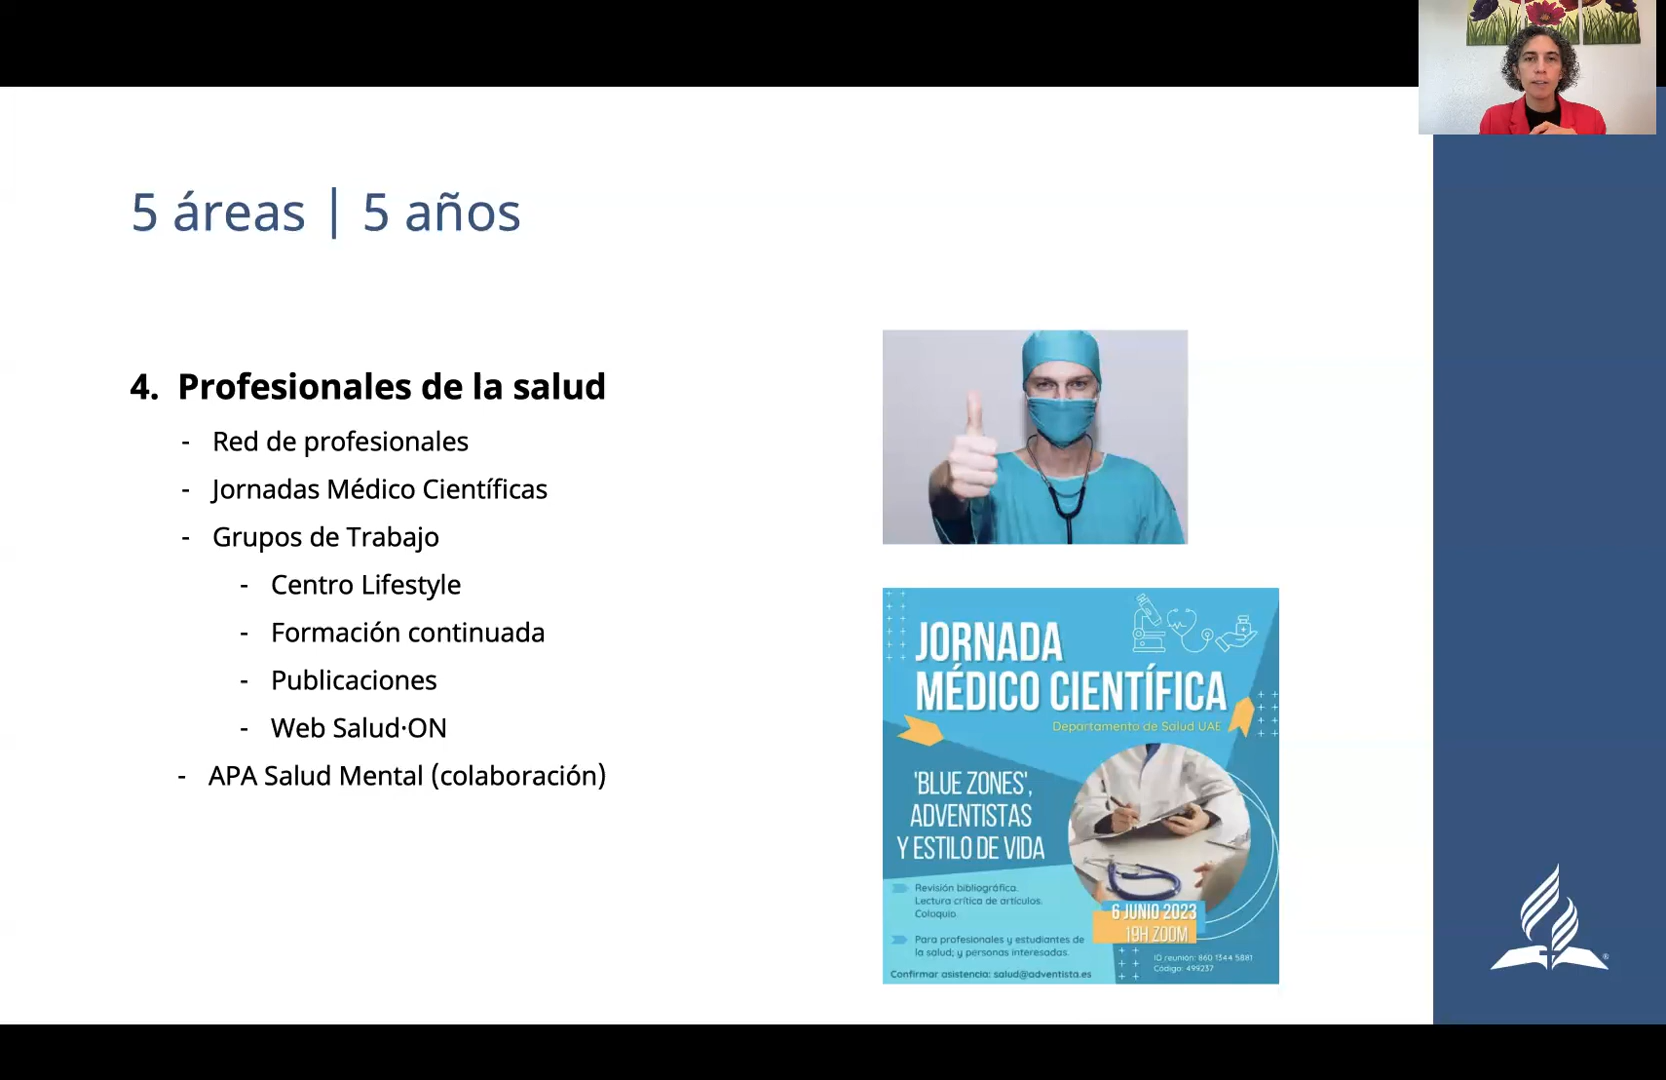 5 áreas | 5 años
4. Profesionales de la salud
- Red de profesionales
- Jornadas Médico Científicas
- Grupos de Trabajo
- Centro Lifestyle
- Formación continuada
- Publicaciones
- Web Salud·ON
- APA Salud Mental (colaboración)
JORNADA
MÉDICO CIENTÍFICA
Departamento de Salud UAE
'BLUE ZONES',
ADVENTISTAS
Y ESTILO DE VIDA
Revisión bibliográfica.
Lectura crítica de artículos.
Coloquio.
Para profesionales y estudiantes de
la salud; y personas interesadas.
Confirmar asistencia: salud@adventista.es
6 JUNIO 2023
19H ZOOM
ID reunión: 860 1344 5881
Código: 499237